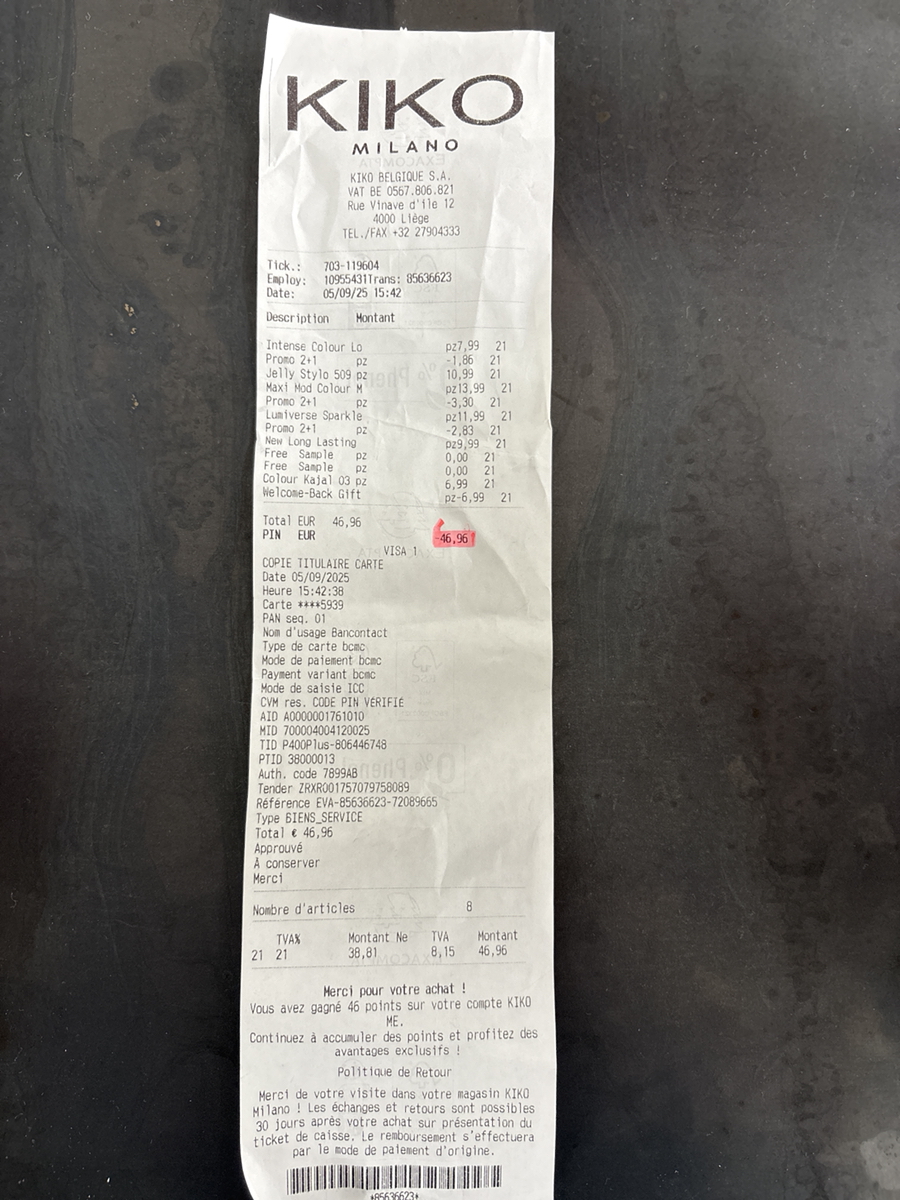 KIKO
MILANO
KIKO BELGIQUE S.A.
VAT BE 0567.806.821
Rue Vinave d'ile 12
4000 Liège
TEL./FAX +32 27904333
Tick.: 703-119604
Employ: 10955431Trans: 85636623
Date: 05/09/25 15:42
Description Montant
Intense Colour Lo pz7,99 21
Promo 2+1 pz -1,86 21
Jelly Stylo 509 pz 10,99 21
Maxi Mod Colour M pz13,99 21
Promo 2+1 pz -3,30 21
Lumiverse Sparkle pz11,99 21
Promo 2+1 pz -2,83 21
New Long Lasting pz9,99 21
Free Sample pz 0,00 21
Free Sample pz 0,00 21
Colour Kajal 03 pz 6,99 21
Welcome-Back Gift pz-6,99 21
Total EUR 46,96
PIN EUR -46,96
VISA 1
COPIE TITULAIRE CARTE
Date 05/09/2025
Heure 15:42:38
Carte ****5939
PAN seq. 01
Nom d'usage Bancontact
Type de carte bcmc
Mode de paiement bcmc
Payment variant bcmc
Mode de saisie ICC
CVM res. CODE PIN VÉRIFIÉ
AID A0000001761010
MID 700004004120025
TID P400Plus-806446748
PTID 38000013
Auth. code 7899AB
Tender ZRXR001757079758089
Référence EVA-85636623-72089665
Type BIENS_SERVICE
Total € 46,96
Approuvé
A conserver
Merci
Nombre d'articles 8
TVA% Montant Ne TVA Montant
21 21 38,81 8,15 46,96
Merci pour votre achat !
Vous avez gagné 46 points sur votre compte KIKO
ME.
Continuez à accumuler des points et profitez des
avantages exclusifs !
Politique de Retour
Merci de votre visite dans votre magasin KIKO
Milano ! Les échanges et retours sont possibles
30 jours après votre achat sur présentation du
ticket de caisse. Le remboursement s'effectuera
par le mode de paiement d'origine.
*85636623*